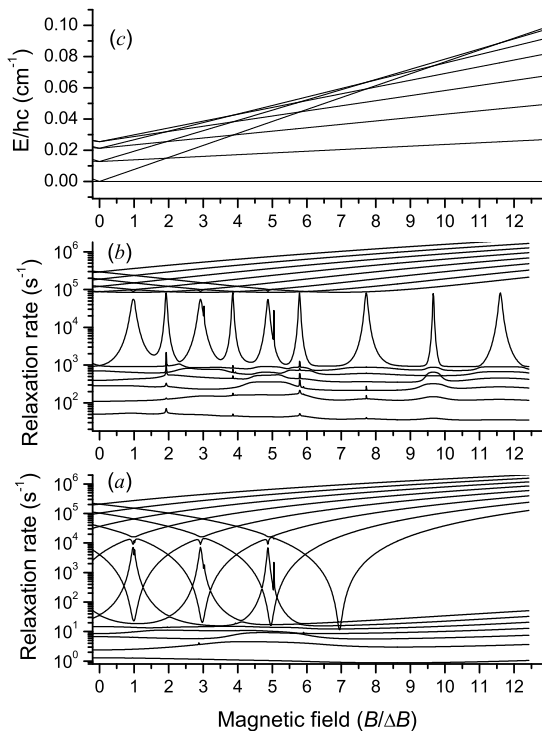 (c)
E/hc (cm⁻¹)
0.10
0.08
0.06
0.04
0.02
0.00
0 1 2 3 4 5 6 7 8 9 10 11 12
(b)
Relaxation rate (s⁻¹)
10⁶
10⁵
10⁴
10³
10²
0 1 2 3 4 5 6 7 8 9 10 11 12
(a)
Relaxation rate (s⁻¹)
10⁶
10⁵
10⁴
10³
10²
10¹
10⁰
0 1 2 3 4 5 6 7 8 9 10 11 12
Magnetic field (B/ΔB)